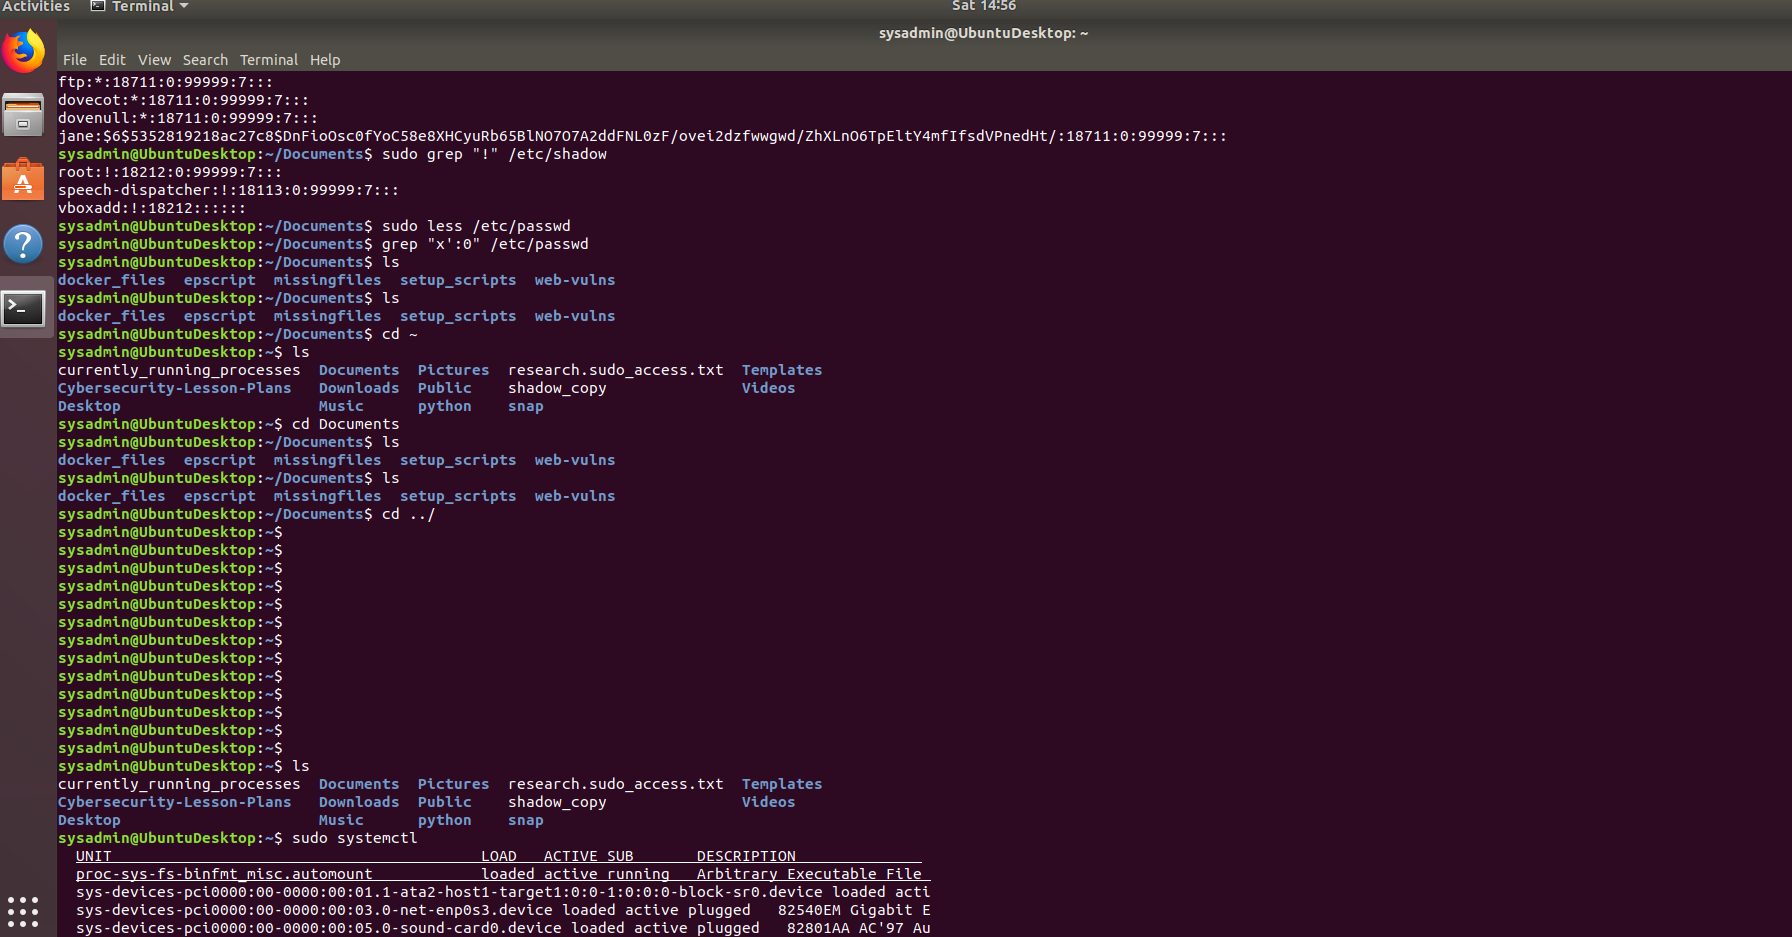 Activities Terminal Sat 14:56
sysadmin@UbuntuDesktop: ~
File Edit View Search Terminal Help
ftp:*:18711:0:99999:7:::
dovecot:*:18711:0:99999:7:::
dovenull:*:18711:0:99999:7:::
jane:$6$5352819218ac27c8$DnFioOsc0fYoC58e8XHCyuRb65BlNO7O7A2ddFNL0zF/ovei2dzfwwgwd/ZhXLnO6TpEltY4mfIfsdVPnedHt/:18711:0:99999:7:::
sysadmin@UbuntuDesktop:~/Documents$ sudo grep "!" /etc/shadow
root:!:18212:0:99999:7:::
speech-dispatcher:!:18113:0:99999:7:::
vboxadd:!:18212::::::
sysadmin@UbuntuDesktop:~/Documents$ sudo less /etc/passwd
sysadmin@UbuntuDesktop:~/Documents$ grep "x':0" /etc/passwd
sysadmin@UbuntuDesktop:~/Documents$ ls
docker_files epscript missingfiles setup_scripts web-vulns
sysadmin@UbuntuDesktop:~/Documents$ ls
docker_files epscript missingfiles setup_scripts web-vulns
sysadmin@UbuntuDesktop:~/Documents$ cd ~
sysadmin@UbuntuDesktop:~$ ls
currently_running_processes Documents Pictures research.sudo_access.txt Templates
Cybersecurity-Lesson-Plans Downloads Public shadow_copy Videos
Desktop Music python snap
sysadmin@UbuntuDesktop:~$ cd Documents
sysadmin@UbuntuDesktop:~/Documents$ ls
docker_files epscript missingfiles setup_scripts web-vulns
sysadmin@UbuntuDesktop:~/Documents$ ls
docker_files epscript missingfiles setup_scripts web-vulns
sysadmin@UbuntuDesktop:~/Documents$ cd ../
sysadmin@UbuntuDesktop:~$
sysadmin@UbuntuDesktop:~$
sysadmin@UbuntuDesktop:~$
sysadmin@UbuntuDesktop:~$
sysadmin@UbuntuDesktop:~$
sysadmin@UbuntuDesktop:~$
sysadmin@UbuntuDesktop:~$
sysadmin@UbuntuDesktop:~$
sysadmin@UbuntuDesktop:~$
sysadmin@UbuntuDesktop:~$
sysadmin@UbuntuDesktop:~$
sysadmin@UbuntuDesktop:~$
sysadmin@UbuntuDesktop:~$
sysadmin@UbuntuDesktop:~$ ls
currently_running_processes Documents Pictures research.sudo_access.txt Templates
Cybersecurity-Lesson-Plans Downloads Public shadow_copy Videos
Desktop Music python snap
sysadmin@UbuntuDesktop:~$ sudo systemctl
UNIT LOAD ACTIVE SUB DESCRIPTION
proc-sys-fs-binfmt_misc.automount loaded active running Arbitrary Executable File
sys-devices-pci0000:00-0000:00:01.1-ata2-host1-target1:0:0-1:0:0:0-block-sr0.device loaded acti
sys-devices-pci0000:00-0000:00:03.0-net-enp0s3.device loaded active plugged 82540EM Gigabit E
sys-devices-pci0000:00-0000:00:05.0-sound-card0.device loaded active plugged 82801AA AC'97 Au